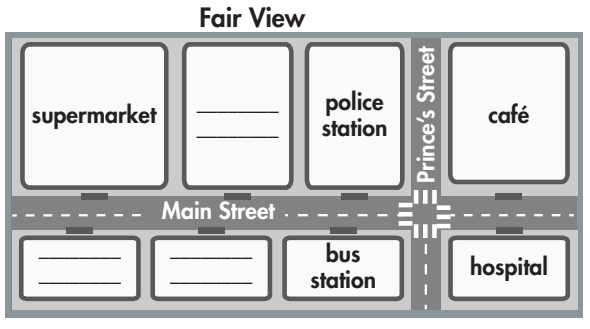 Fair View
supermarket
police
station
Prince's Street
café
Main Street
bus
station
hospital